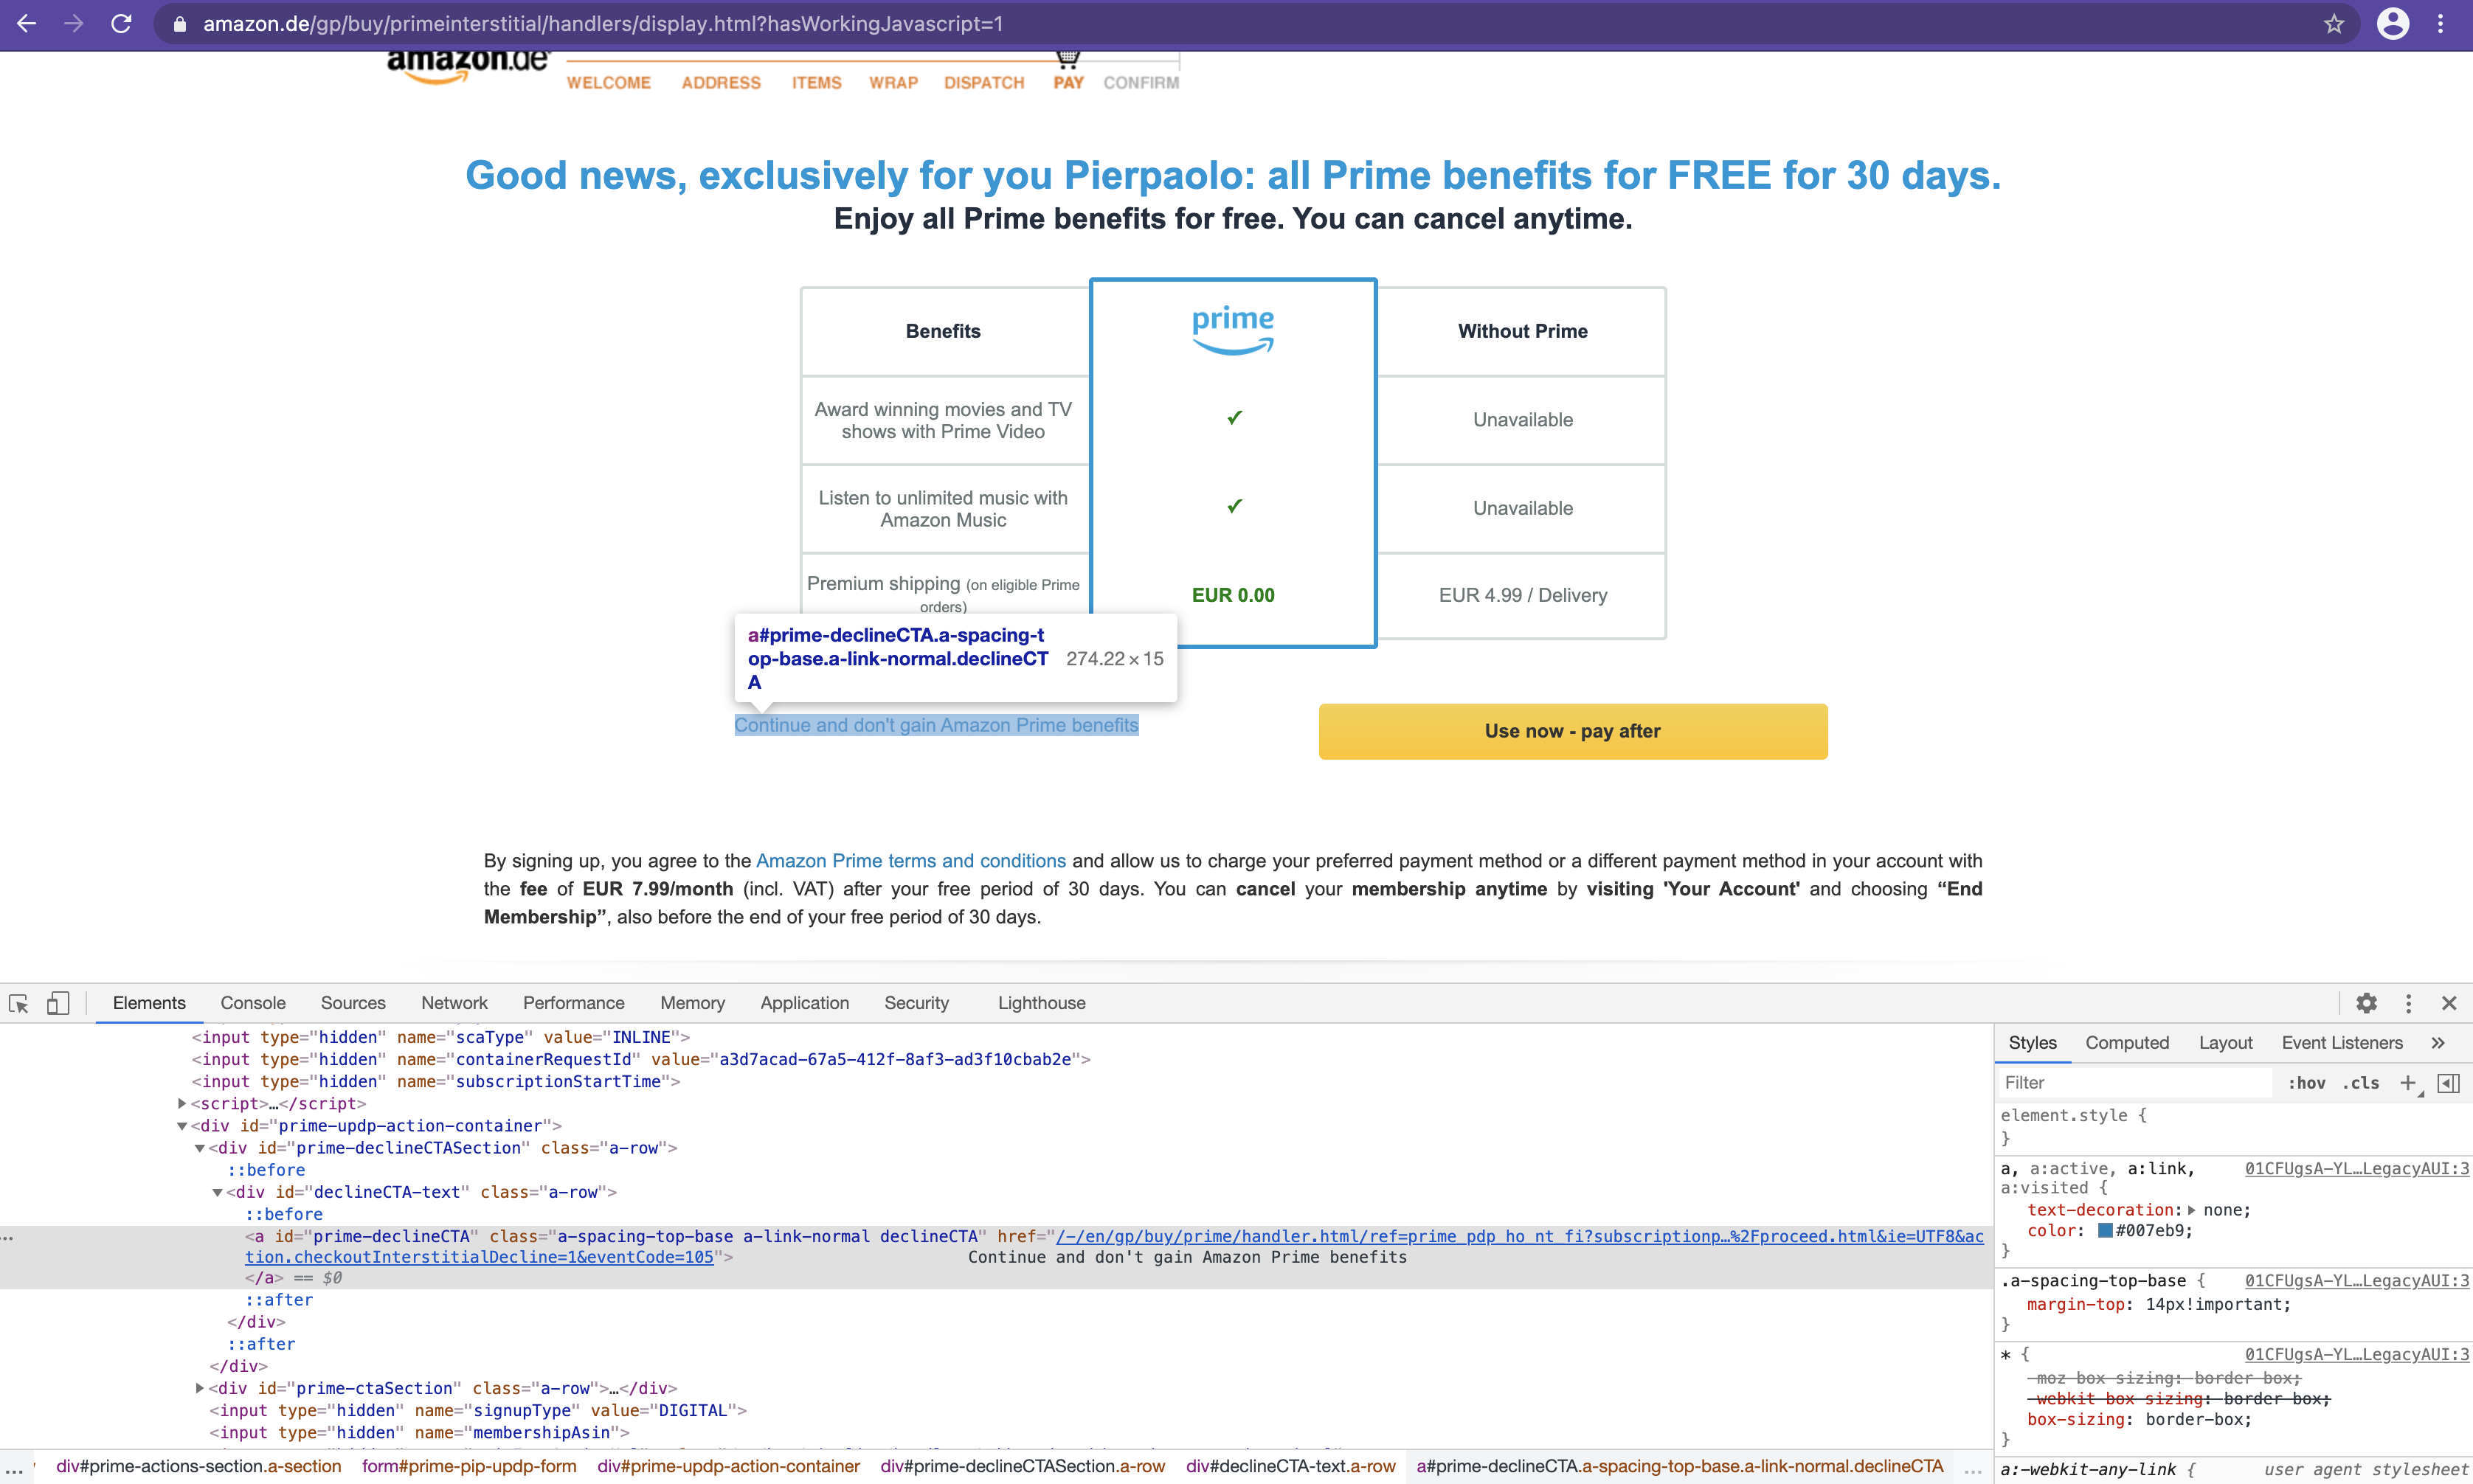 amazon.de/gp/buy/primeinterstitial/handlers/display.html?hasWorkingJavascript=1
amazon.de
WELCOME ADDRESS ITEMS WRAP DISPATCH PAY CONFIRM
Good news, exclusively for you Pierpaolo: all Prime benefits for FREE for 30 days.
Enjoy all Prime benefits for free. You can cancel anytime.
Benefits prime Without Prime
Award winning movies and TV
shows with Prime Video
✓ Unavailable
Listen to unlimited music with
Amazon Music
✓ Unavailable
Premium shipping (on eligible Prime
orders)
EUR 0.00 EUR 4.99 / Delivery
a#prime-declineCTA.a-spacing-t
op-base.a-link-normal.declineCT
A
274.22 × 15
Continue and don't gain Amazon Prime benefits
Use now - pay after
By signing up, you agree to the Amazon Prime terms and conditions and allow us to charge your preferred payment method or a different payment method in your account with
the fee of EUR 7.99/month (incl. VAT) after your free period of 30 days. You can cancel your membership anytime by visiting 'Your Account' and choosing “End
Membership”, also before the end of your free period of 30 days.
Elements Console Sources Network Performance Memory Application Security Lighthouse
<input type="hidden" name="scaType" value="INLINE">
<input type="hidden" name="containerRequestId" value="a3d7acad-67a5-412f-8af3-ad3f10cbab2e">
<input type="hidden" name="subscriptionStartTime">
▶<script>…</script>
▼<div id="prime-updp-action-container">
▼<div id="prime-declineCTASection" class="a-row">
::before
▼<div id="declineCTA-text" class="a-row">
::before
… <a id="prime-declineCTA" class="a-spacing-top-base a-link-normal declineCTA" href="/-/en/gp/buy/prime/handler.html/ref=prime_pdp_ho_nt_fi?subscriptionp…%2Fproceed.html&ie=UTF8&ac
tion.checkoutInterstitialDecline=1&eventCode=105"> Continue and don't gain Amazon Prime benefits
</a> == $0
::after
</div>
::after
</div>
▶<div id="prime-ctaSection" class="a-row">…</div>
<input type="hidden" name="signupType" value="DIGITAL">
<input type="hidden" name="membershipAsin">
… div#prime-actions-section.a-section form#prime-pip-updp-form div#prime-updp-action-container div#prime-declineCTASection.a-row div#declineCTA-text.a-row a#prime-declineCTA.a-spacing-top-base.a-link-normal.declineCTA …
Styles Computed Layout Event Listeners »
Filter :hov .cls +
element.style {
}
a, a:active, a:link, 01CFUgsA-YL…LegacyAUI:3
a:visited {
text-decoration:▶ none;
color: #007eb9;
}
.a-spacing-top-base { 01CFUgsA-YL…LegacyAUI:3
margin-top: 14px!important;
}
* { 01CFUgsA-YL…LegacyAUI:3
-moz-box-sizing: border-box;
-webkit-box-sizing: border-box;
box-sizing: border-box;
}
a:-webkit-any-link { user agent stylesheet